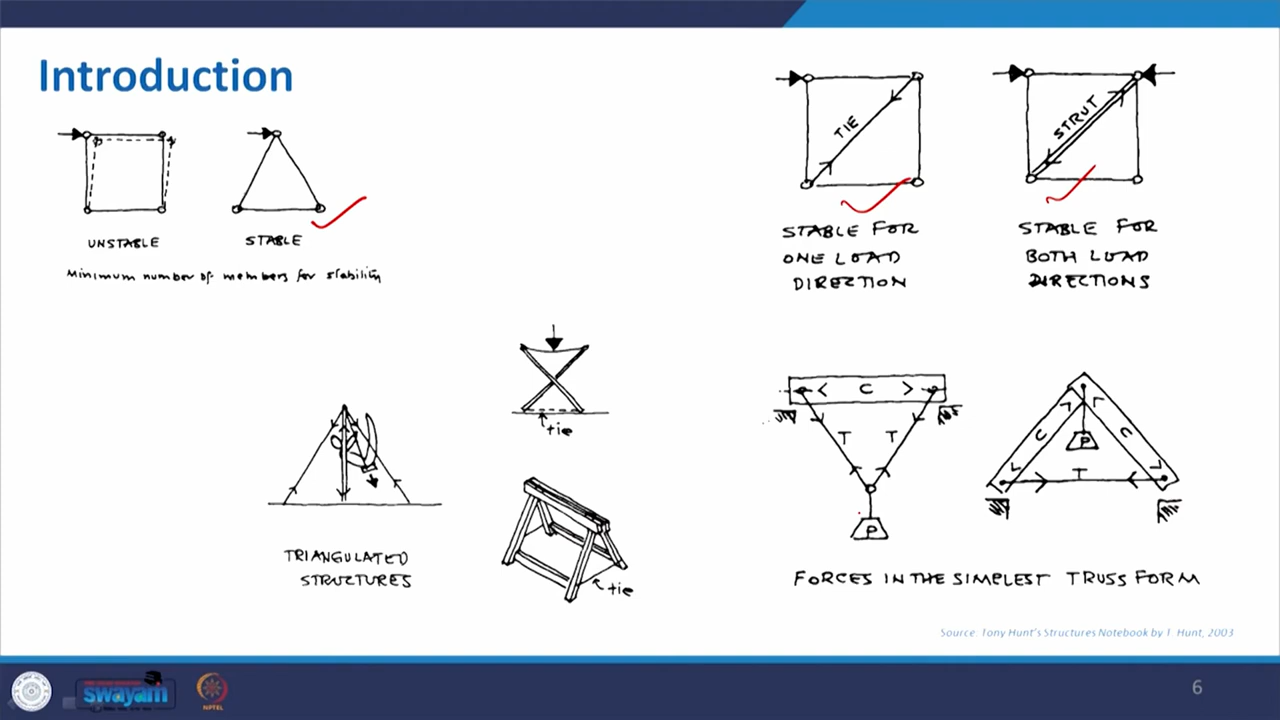 Introduction
UNSTABLE
STABLE
Minimum number of members for stability
TIE
STABLE FOR
ONE LOAD
DIRECTION
STRUT
STABLE FOR
BOTH LOAD
DIRECTIONS
tie
TRIANGULATED
STRUCTURES
tie
C
T
T
P
C
C
P
T
FORCES IN THE SIMPLEST TRUSS FORM
Source: Tony Hunt's Structures Notebook by T. Hunt, 2003
swayam
NPTEL
6